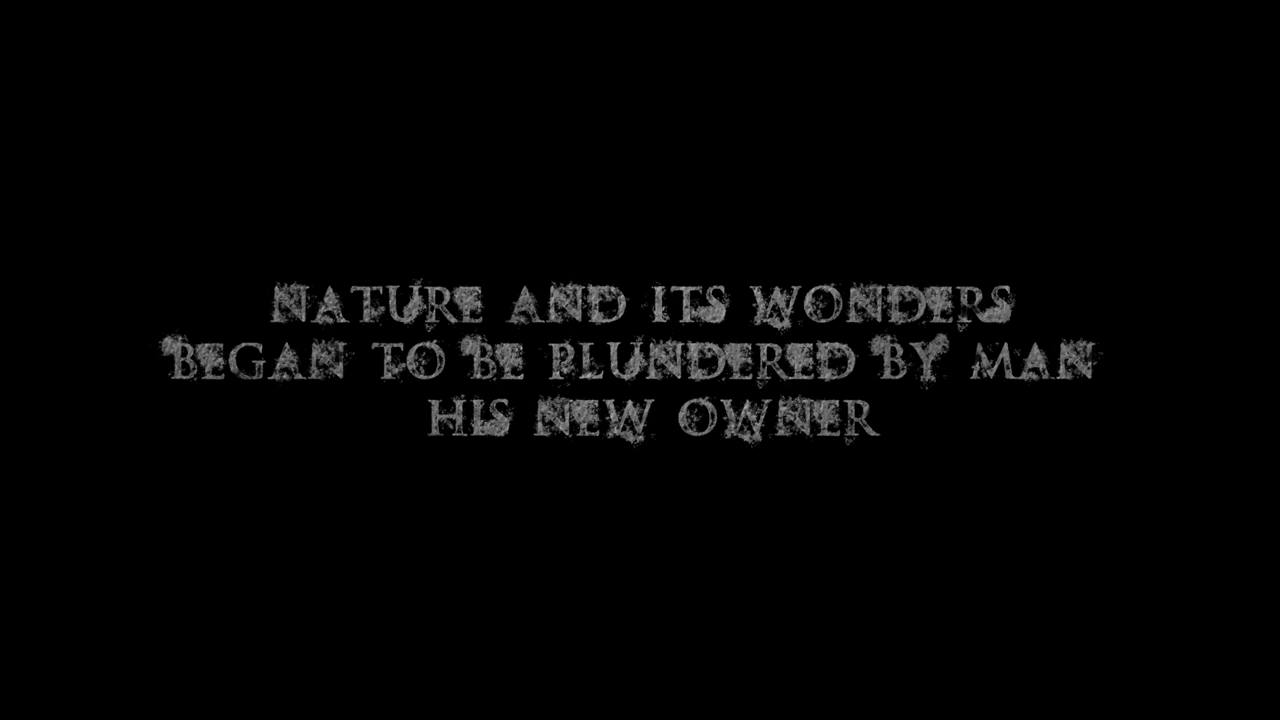 NATURE AND ITS WONDERS
BEGAN TO BE PLUNDERED BY MAN
HIS NEW OWNER